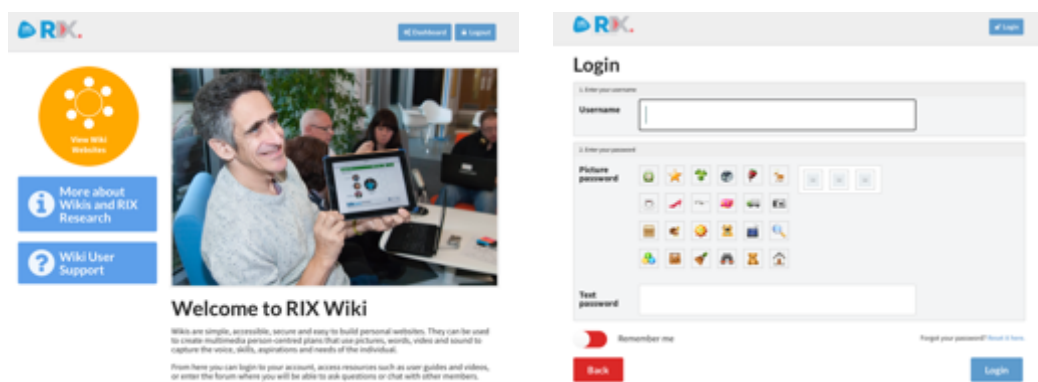 RIX.
Dashboard
Logout
View Wiki
Websites
More about
Wikis and RIX
Research
Wiki User
Support
Welcome to RIX Wiki
Wikis are simple, accessible, secure and easy to build personal websites. They can be used
to create multimedia person-centred plans that use pictures, words, video and sound to
capture the voice, skills, aspirations and needs of the individual.
From here you can login to your account, access resources such as user guides and videos,
or enter the forum where you will be able to ask questions or chat with other members.
RIX.
Login
Login
1. Enter your username
Username
2. Enter your password
Picture
password
Text
password
Remember me
Forgot your password? Reset it here.
Back
Login